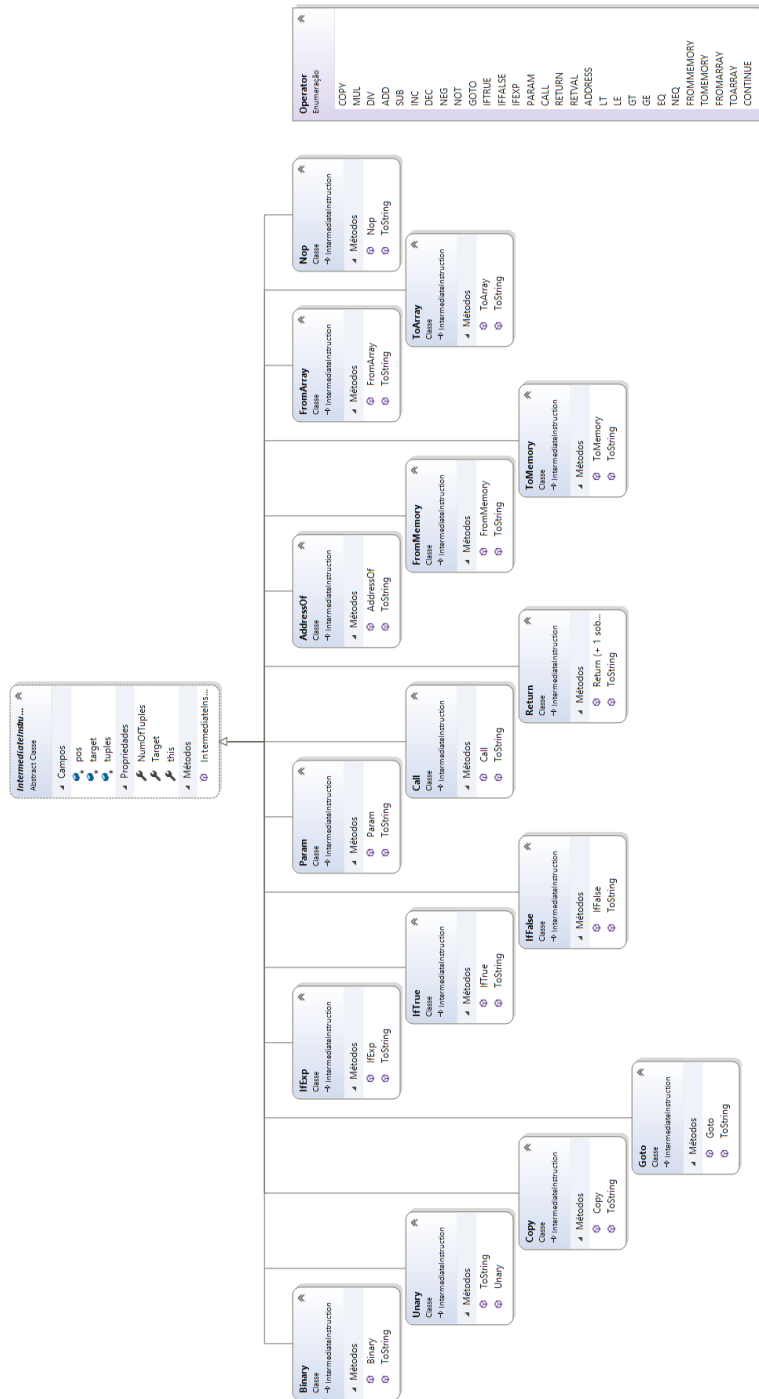 IntermediateInstru...
Abstract Classe
Campos
pos
target
tuples
Propriedades
NumOfTuples
Target
this
Métodos
IntermediateIns...
Binary
Classe
IntermediateInstruction
Métodos
Binary
ToString
IfExp
Classe
IntermediateInstruction
Métodos
IfExp
ToString
Param
Classe
IntermediateInstruction
Métodos
Param
ToString
AddressOf
Classe
IntermediateInstruction
Métodos
AddressOf
ToString
FromArray
Classe
IntermediateInstruction
Métodos
FromArray
ToString
Nop
Classe
IntermediateInstruction
Métodos
Nop
ToString
Unary
Classe
IntermediateInstruction
Métodos
ToString
Unary
IfTrue
Classe
IntermediateInstruction
Métodos
IfTrue
ToString
Call
Classe
IntermediateInstruction
Métodos
Call
ToString
FromMemory
Classe
IntermediateInstruction
Métodos
FromMemory
ToString
ToArray
Classe
IntermediateInstruction
Métodos
ToArray
ToString
Copy
Classe
IntermediateInstruction
Métodos
Copy
ToString
IfFalse
Classe
IntermediateInstruction
Métodos
IfFalse
ToString
Return
Classe
IntermediateInstruction
Métodos
Return (+ 1 sob...
ToString
ToMemory
Classe
IntermediateInstruction
Métodos
ToMemory
ToString
Goto
Classe
IntermediateInstruction
Métodos
Goto
ToString
Operator
Enumeração
COPY
MUL
DIV
ADD
SUB
INC
DEC
NEG
NOT
GOTO
IFTRUE
IFFALSE
IFEXP
PARAM
CALL
RETURN
RETVAL
ADDRESS
LT
LE
GT
GE
EQ
NEQ
FROMMEMORY
TOMEMORY
FROMARRAY
TOARRAY
CONTINUE